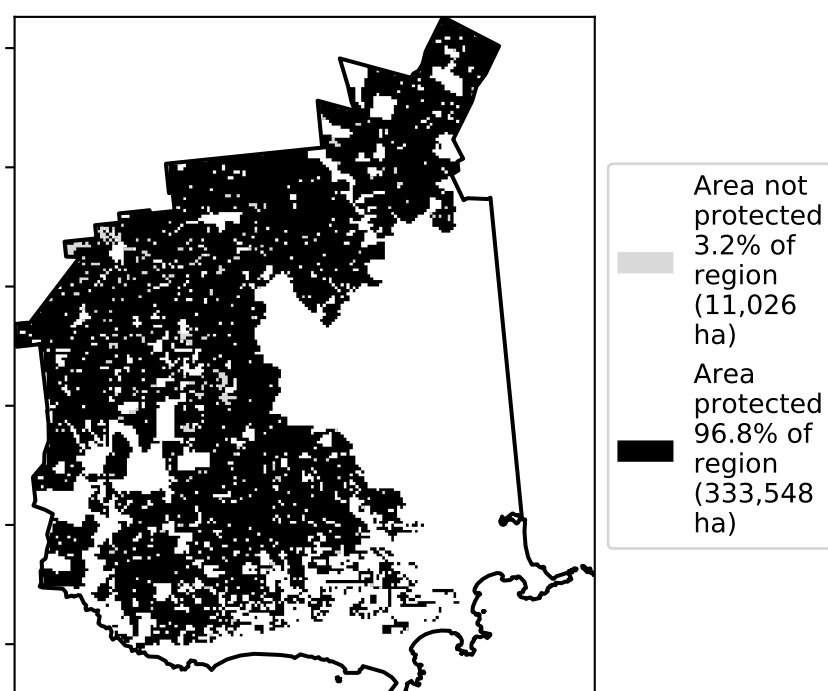 Area not
protected
3.2% of
region
(11,026
ha)
Area
protected
96.8% of
region
(333,548
ha)